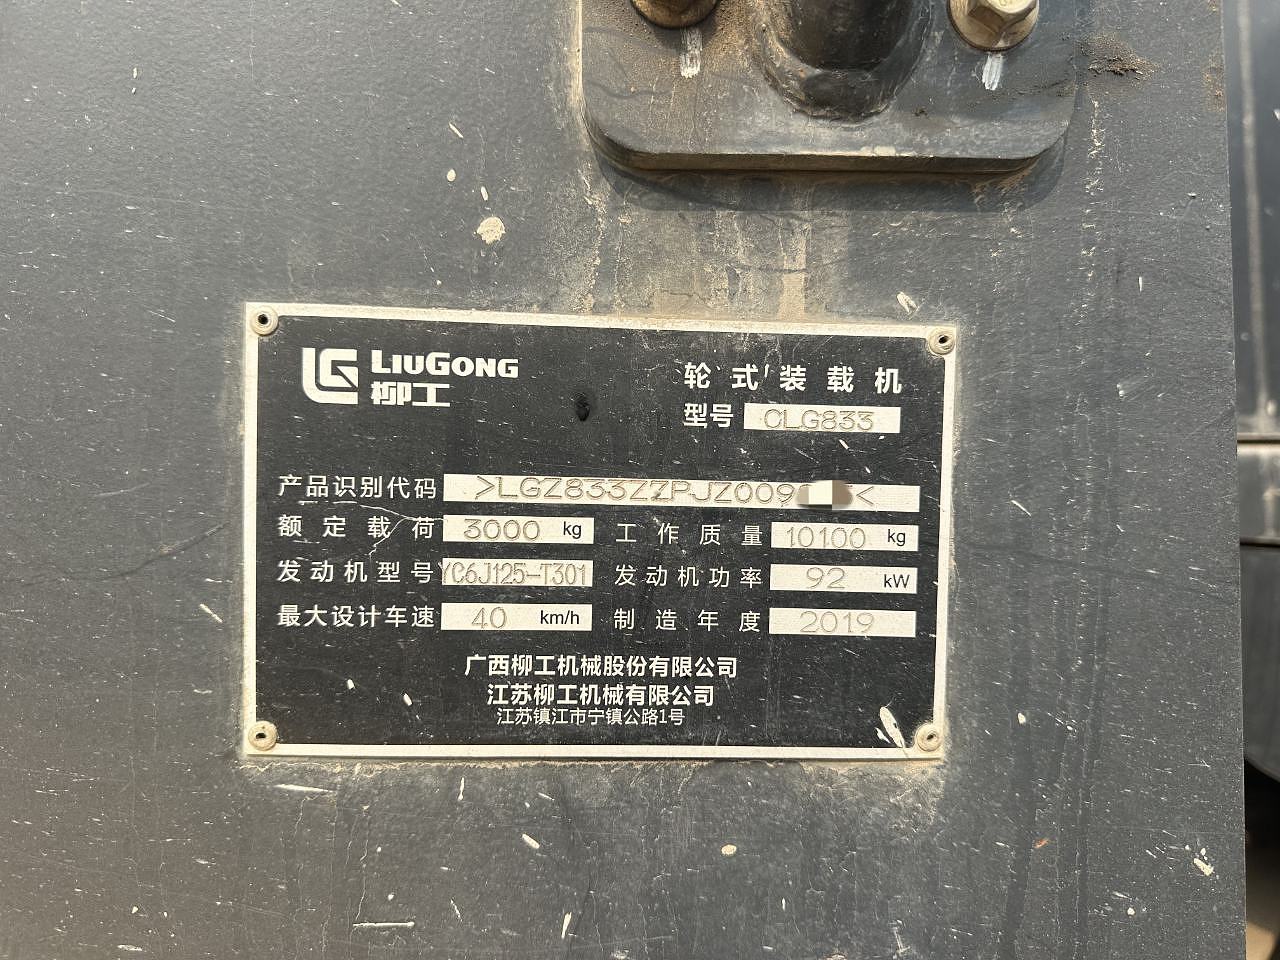 LG LIUGONG
柳工
轮式装载机
型号 CLG833
产品识别代码 >LGZ833ZZPJZ009 <
额定载荷 3000 kg 工作质量 10100 kg
发动机型号 YC6J125-T301 发动机功率 92 kW
最大设计车速 40 km/h 制造年度 2019
广西柳工机械股份有限公司
江苏柳工机械有限公司
江苏镇江市宁镇公路1号